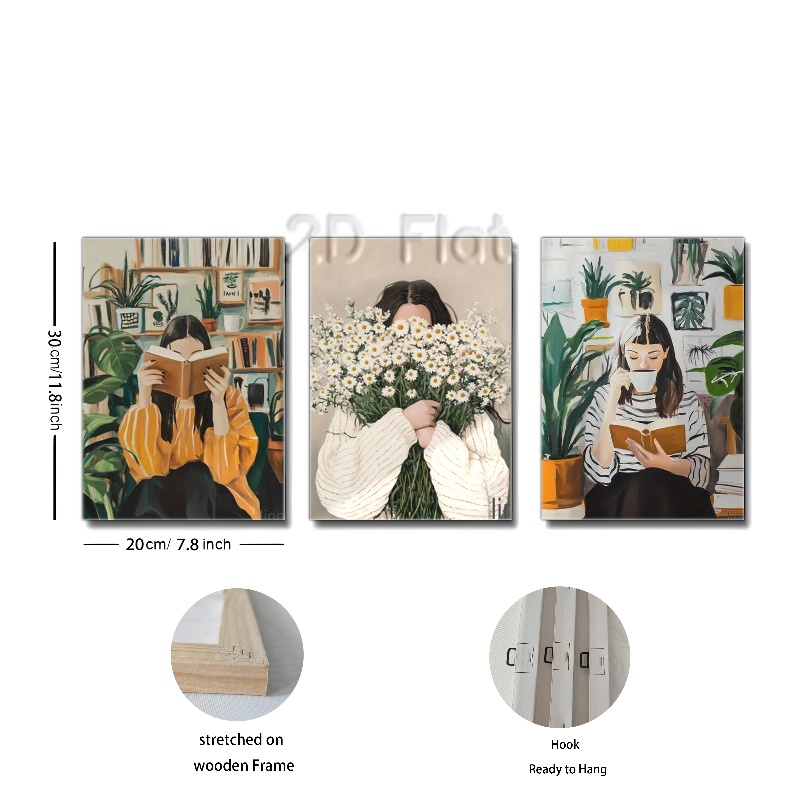 2D Flat
30cm/11.8inch
20cm/ 7.8 inch
stretched on
wooden Frame
Hook
Ready to Hang